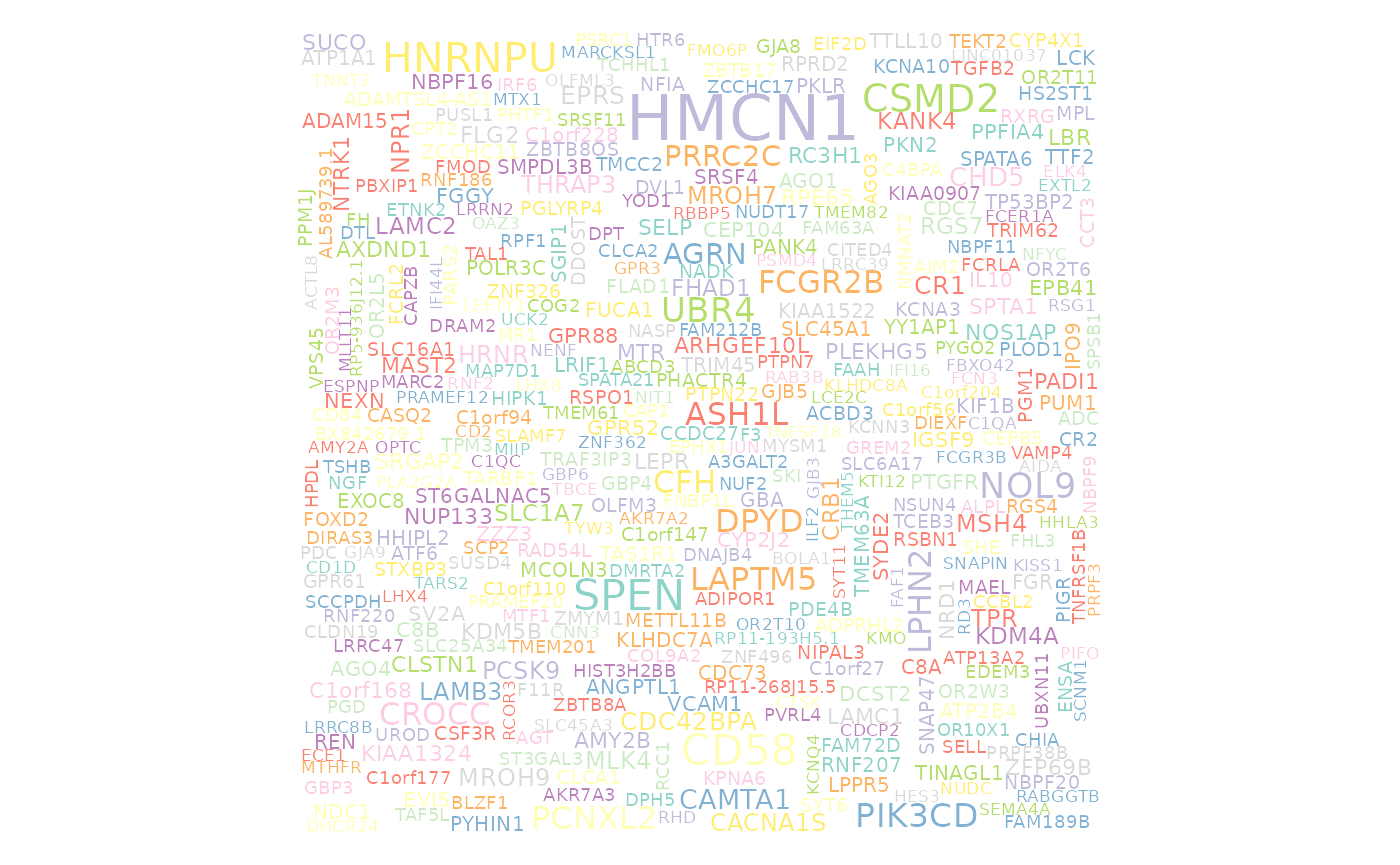 SUCO
ATP1A1
HNRNPU
PSRC1
HTR6
MARCKSL1
FMO6P
GJA8
EIF2D
TTLL10
TEKT2
CYP4X1
LINC01037
LCK
TCHHL1
ZBTB17
RPRD2
KCNA10
TGFB2
OR2T11
TNNT2
NBPF16
IRF6
OLFML3
NFIA
ZCCHC17
PKLR
HS2ST1
ADAMTSL4-AS1
MTX1
EPRS
HMCN1
CSMD2
RXRG
MPL
ADAM15
NPR1
PUSL1
PHTF1
SRSF11
KANK4
PPFIA4
LBR
CPT2
FLG2
C1orf228
ZBTB8OS
PRRC2C
RC3H1
PKN2
NTRK1
ZCCHC11
SMPDL3B
TMCC2
AGO3
C4BPA
SPATA6
TTF2
AL589739.1
FMOD
RNF186
SRSF4
AGO1
CHD5
ELK4
PBXIP1
FGGY
THRAP3
DVL1
MROH7
RPE65
KIAA0907
EXTL2
PPM1J
ETNK2
LRRN2
PGLYRP4
YOD1
RBBP5
NUDT17
TMEM82
CDC7
TP53BP2
FCER1A
CCT3
FH
DTL
LAMC2
OAZ3
DPT
SELP
CEP104
FAM63A
NMNAT2
RGS7
TRIM62
AXDND1
RPF1
SGIP1
DDOST
CLCA2
AGRN
PANK4
CITED4
NBPF11
NFYC
ACTL8
TAL1
PARS2
POLR3C
GPR3
NADK
PSMD4
LRRC39
AIM2
FCRLA
OR2T6
RP5-936J12.1
OR2L5
FCRL2
CAPZB
IFI44L
ZNF326
FLAD1
FHAD1
FCGR2B
CR1
IL10
EPB41
OR2M3
MLLT11
LEFTY1
COG2
FUCA1
UBR4
KIAA1522
KCNA3
SPTA1
RSG1
VPS45
DRAM2
UCK2
MR1
GPR88
NASP
FAM212B
SLC45A1
YY1AP1
NOS1AP
IPO9
SPSB1
SLC16A1
HRNR
NENF
MTR
ARHGEF10L
PLEKHG5
PYGO2
PLOD1
MAST2
MAP7D1
LRIF1
ABCD3
TRIM45
PTPN7
FAAH
IFI16
FBXO42
ESPNP
MARC2
RNF2
LHX8
SPATA21
PHACTR4
RAB3B
KLHDC8A
FCN3
PGM1
PADI1
NEXN
PRAMEF12
HIPK1
RSPO1
NIT1
PTPN22
GJB5
LCE2C
C1orf204
KIF1B
PUM1
CASQ2
C1orf94
TMEM61
CAP1
ASH1L
ACBD3
C1orf56
DIEXF
C1QA
ADC
CD2
SLAMF7
GPR52
CCDC27
F3
KCNN3
IGSF9
CEP85
CR2
AMY2A
OPTC
TPM3
MIIP
ZNF362
EPHX1
JUN
MYSM1
GREM2
VAMP4
TSHB
SRGAP2
C1QC
TRAF3IP3
LEPR
A3GALT2
SLC6A17
FCGR3B
AIDA
HPDL
NGF
TARBP1
GBP6
GBP4
CFH
NUF2
SKI
GJB3
KTI12
PTGFR
NOL9
NBPF9
EXOC8
ST6GALNAC5
TBCE
GBA
THEM5
NSUN4
ALPL
RGS4
FOXD2
NUP133
SLC1A7
OLFM3
AKR7A2
DPYD
ILF2
CRB1
TMEM63A
TCEB3
MSH4
HHLA3
DIRAS3
HHIPL2
ZZZ3
TYW3
C1orf147
CYP2J2
SYDE2
RSBN1
SHE
FHL3
PDC
GJA9
ATF6
SCP2
RAD54L
TAS1R1
DNAJB4
BOLA1
SNAPIN
KISS1
TNFRSF1B
CD1D
STXBP3
SUSD4
MCOLN3
DMRTA2
SYT11
FAF1
LPHN2
FGR
PRPF3
GPR61
TARS2
C1orf110
SPEN
LAPTM5
MAEL
PIGR
SCCPDH
LHX4
PRAMEF20
ADIPOR1
PDE4B
NRD1
CCBL2
RNF220
SV2A
MTF1
ZMYM1
METTL11B
OR2T10
ADPRHL2
RD3
TPR
CLDN19
C8B
KDM5B
CNN3
KLHDC7A
RP11-193H5.1
KMO
KDM4A
LRRC47
SLC25A34
TMEM201
COL9A2
ZNF496
NIPAL3
ATP13A2
PIFO
AGO4
CLSTN1
PCSK9
HIST3H2BB
CDC73
C1orf27
C8A
EDEM3
UBXN11
ENSA
SCNM1
C1orf168
LAMB3
F11R
ANGPTL1
RP11-268J15.5
DCST2
OR2W3
PGD
CROCC
RCOR3
ZBTB8A
VCAM1
PVRL4
LAMC1
SNAP47
ATP2B4
LRRC8B
UROD
CSF3R
SLC45A3
CDC42BPA
CDCP2
OR10X1
REN
AGT
AMY2B
FAM72D
SELL
CHIA
ECE1
KIAA1324
ST3GAL3
MLK4
RCC1
CD58
KCNQ4
RNF207
PRPF38B
MTHFR
C1orf177
MROH9
CLCA1
KPNA6
LPPR5
TINAGL1
ZFP69B
NBPF20
GBP3
EVI5
BLZF1
AKR7A3
DPH5
CAMTA1
SYT6
HES3
NUDC
RABGGTB
NDC1
TAF5L
SEMA4A
DHCR24
PYHIN1
PCNXL2
RHD
CACNA1S
PIK3CD
FAM189B